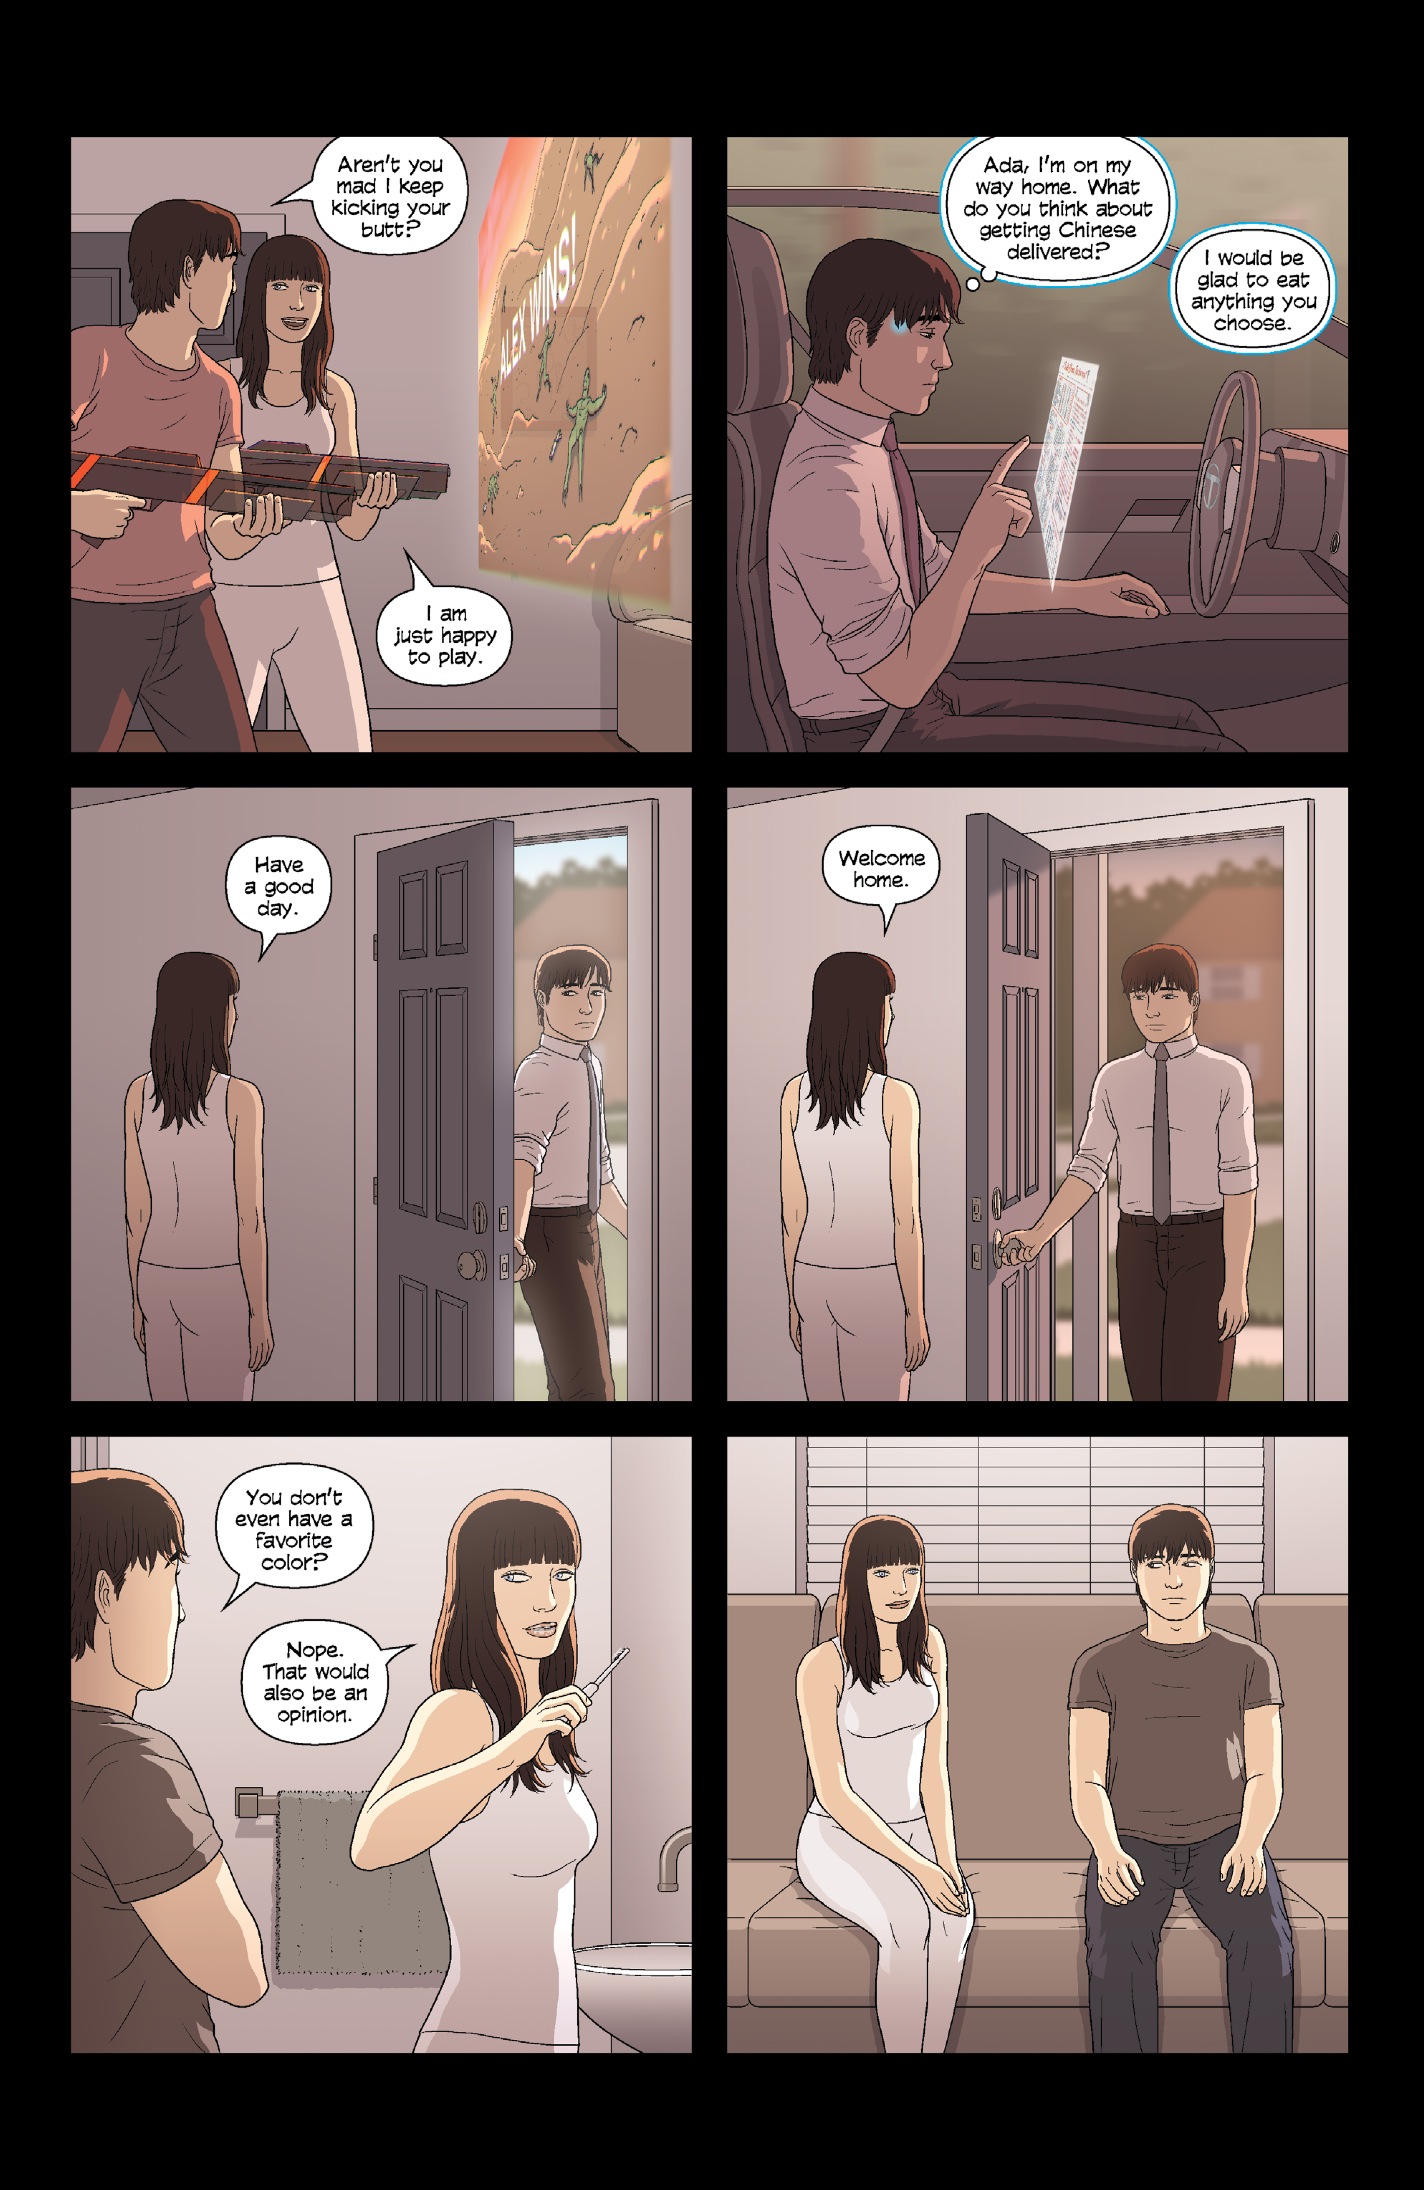 Aren't you
mad I keep
kicking your
butt?
ALEX WINS!
I am
just happy
to play.
Ada, I'm on my
way home. What
do you think about
getting Chinese
delivered?
I would be
glad to eat
anything you
choose.
Have
a good
day.
Welcome
home.
You don't
even have a
favorite
color?
Nope.
That would
also be an
opinion.